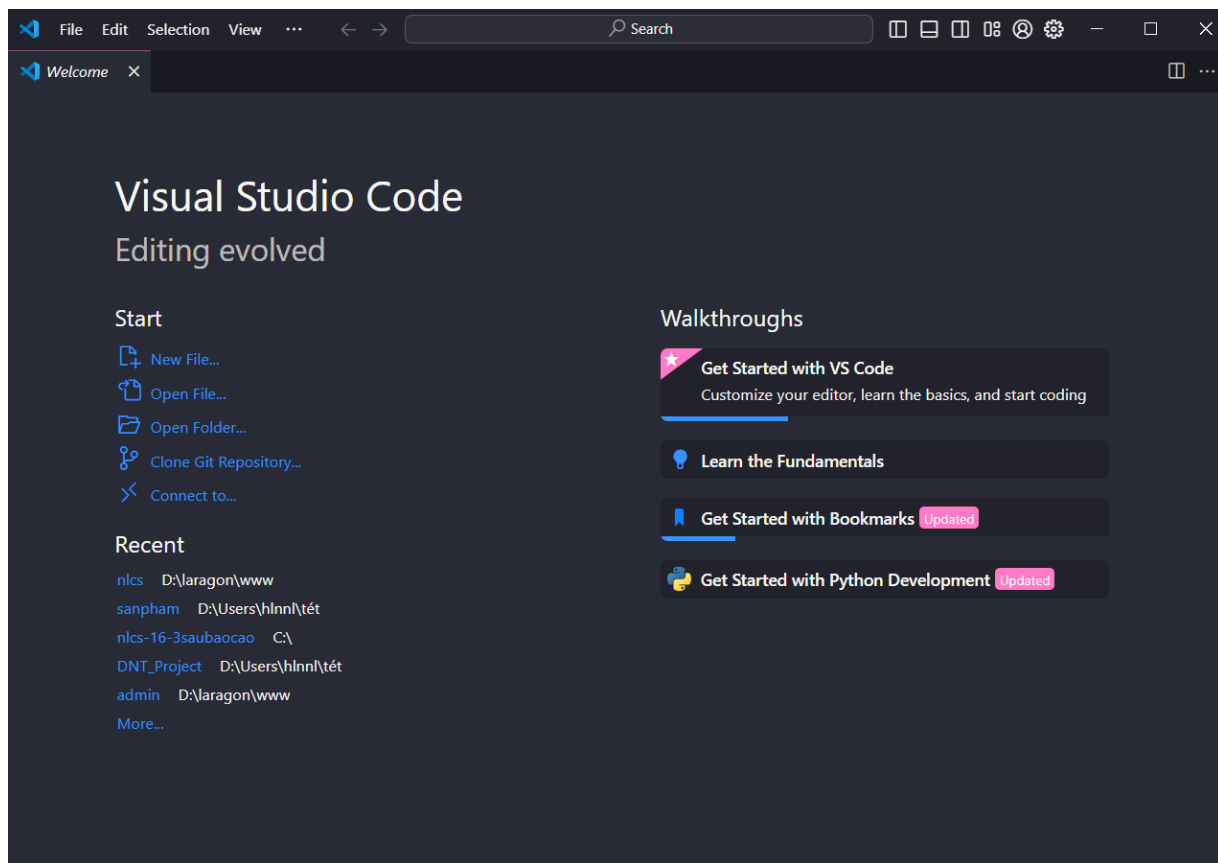 File Edit Selection View ··· Search
Welcome
Visual Studio Code
Editing evolved
Start
New File...
Open File...
Open Folder...
Clone Git Repository...
Connect to...
Recent
nlcs D:\laragon\www
sanpham D:\Users\hlnnl\tét
nlcs-16-3saubaocao C:\
DNT_Project D:\Users\hlnnl\tét
admin D:\laragon\www
More...
Walkthroughs
Get Started with VS Code
Customize your editor, learn the basics, and start coding
Learn the Fundamentals
Get Started with Bookmarks Updated
Get Started with Python Development Updated